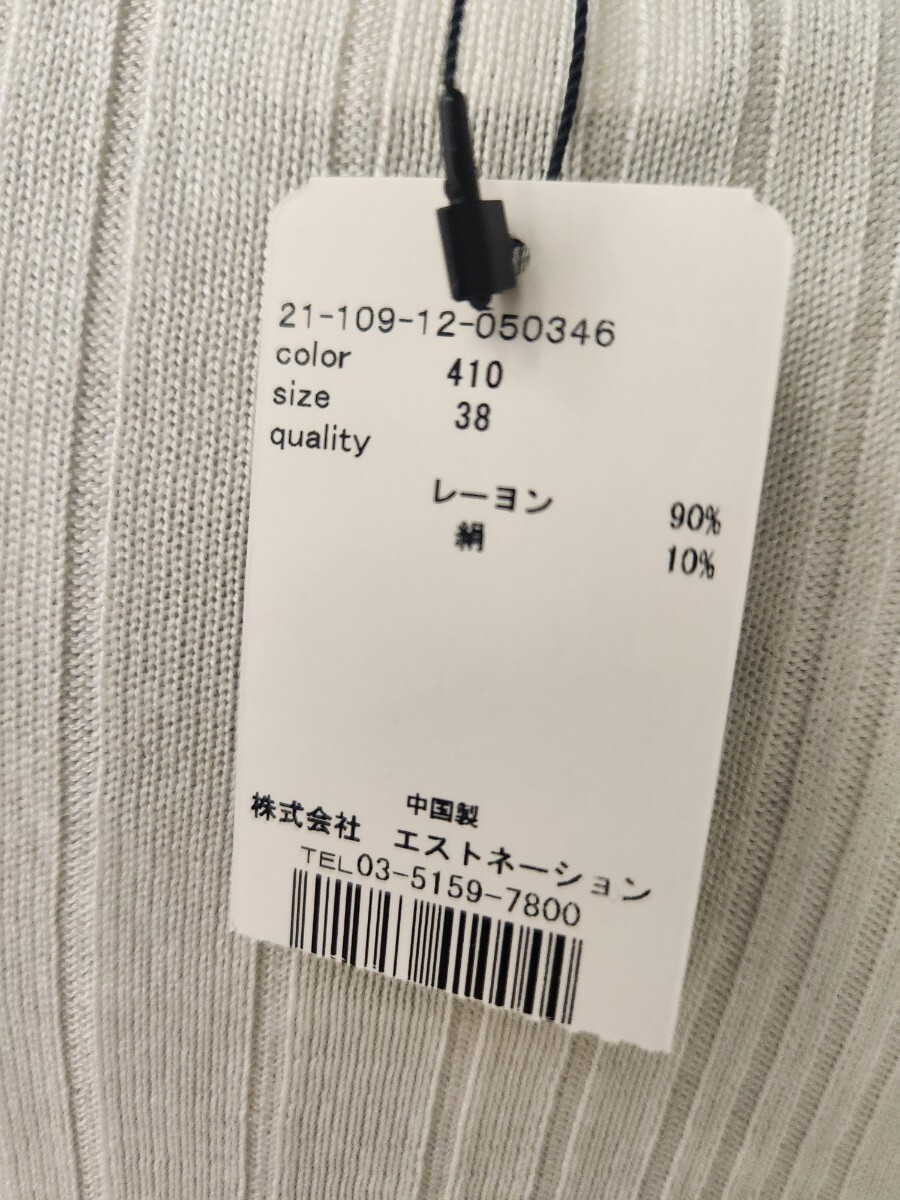 21-109-12-050346
color 410
size 38
quality
レーヨン 90%
絹 10%
中国製
株式会社 エストネーション
TEL03-5159-7800